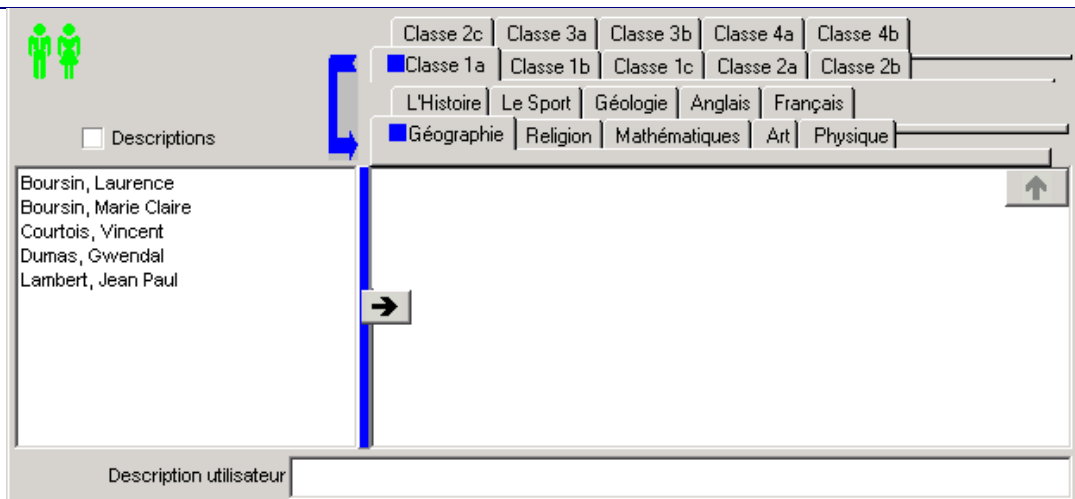 Classe 2c Classe 3a Classe 3b Classe 4a Classe 4b
Classe 1a Classe 1b Classe 1c Classe 2a Classe 2b
L'Histoire Le Sport Géologie Anglais Français
Géographie Religion Mathématiques Art Physique
Descriptions
Boursin, Laurence
Boursin, Marie Claire
Courtois, Vincent
Dumas, Gwendal
Lambert, Jean Paul
Description utilisateur